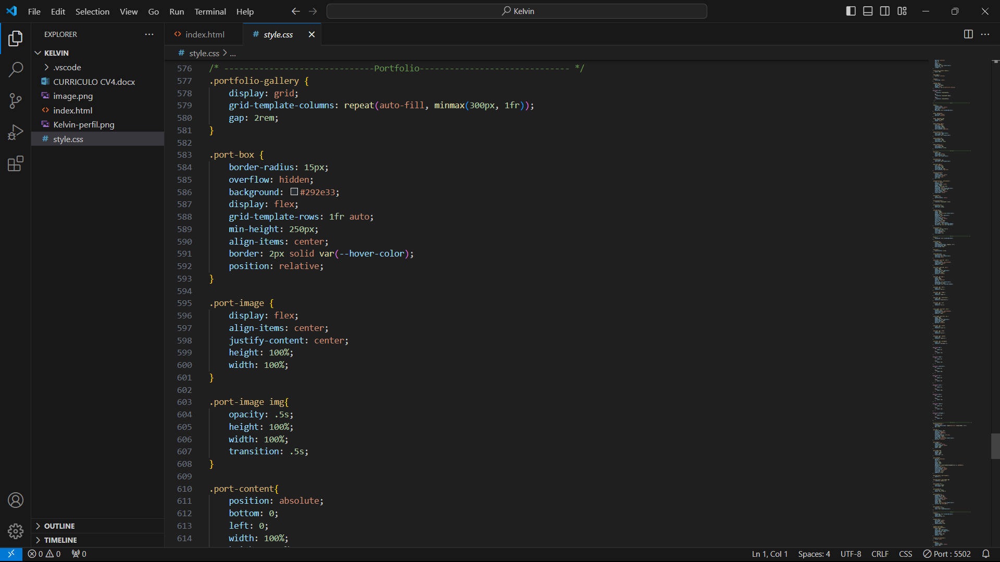 File Edit Selection View Go Run Terminal Help Kelvin
EXPLORER
KELVIN
.vscode
CURRICULO CV4.docx
image.png
index.html
Kelvin-perfil.png
style.css
OUTLINE
TIMELINE
index.html style.css
style.css > ...
576 /* ------------------------------Portfolio------------------------------ */
577 .portfolio-gallery {
578 display: grid;
579 grid-template-columns: repeat(auto-fill, minmax(300px, 1fr));
580 gap: 2rem;
581 }
582
583 .port-box {
584 border-radius: 15px;
585 overflow: hidden;
586 background: #292e33;
587 display: flex;
588 grid-template-rows: 1fr auto;
589 min-height: 250px;
590 align-items: center;
591 border: 2px solid var(--hover-color);
592 position: relative;
593 }
594
595 .port-image {
596 display: flex;
597 align-items: center;
598 justify-content: center;
599 height: 100%;
600 width: 100%;
601 }
602
603 .port-image img{
604 opacity: .5s;
605 height: 100%;
606 width: 100%;
607 transition: .5s;
608 }
609
610 .port-content{
611 position: absolute;
612 bottom: 0;
613 left: 0;
614 width: 100%;
0 0 0 Ln 1, Col 1 Spaces: 4 UTF-8 CRLF CSS Port : 5502